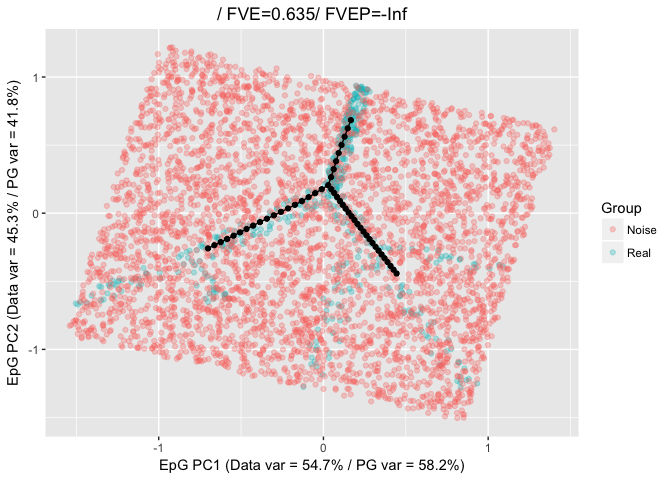 / FVE=0.635/ FVEP=-Inf
EpG PC2 (Data var = 45.3% / PG var = 41.8%)
1
0
-1
-1
0
1
EpG PC1 (Data var = 54.7% / PG var = 58.2%)
Group
Noise
Real